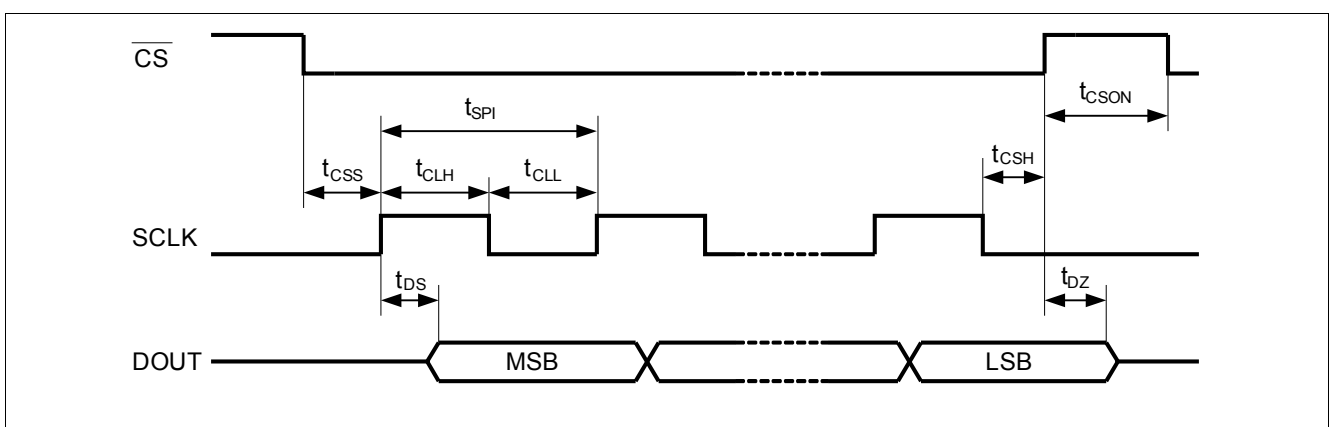 CS
tCSON
tSPI
tCSH
tCSS tCLH tCLL
SCLK
tDS tDZ
DOUT MSB LSB